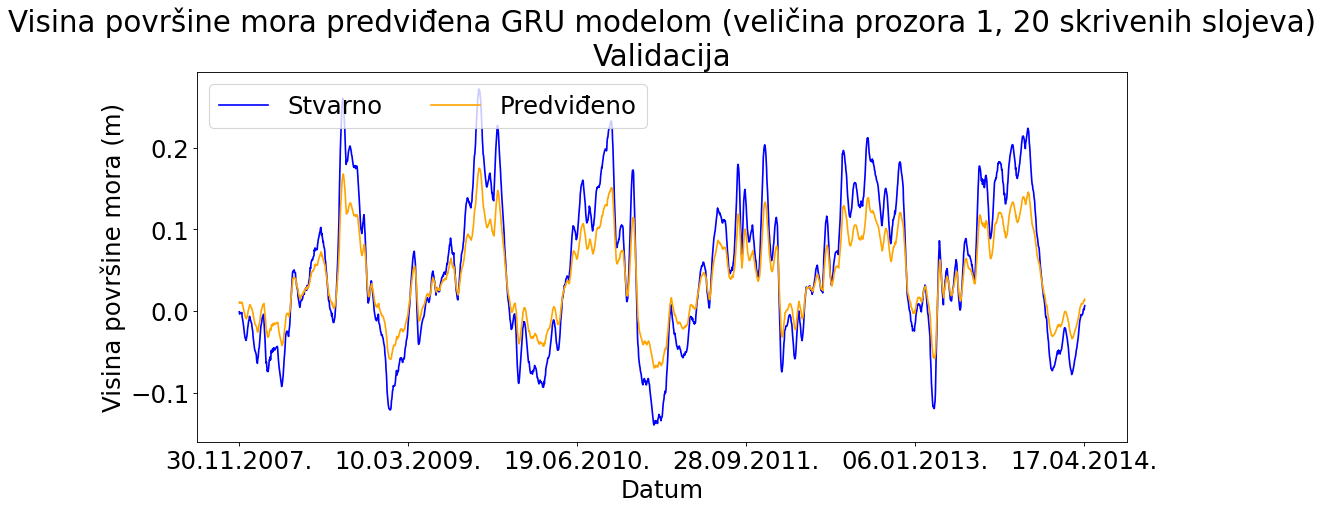 Visina površine mora predviđena GRU modelom (veličina prozora 1, 20 skrivenih slojeva)
Validacija
Stvarno
Predviđeno
Visina površine mora (m)
0.2
0.1
0.0
−0.1
30.11.2007.
10.03.2009.
19.06.2010.
28.09.2011.
06.01.2013.
17.04.2014.
Datum